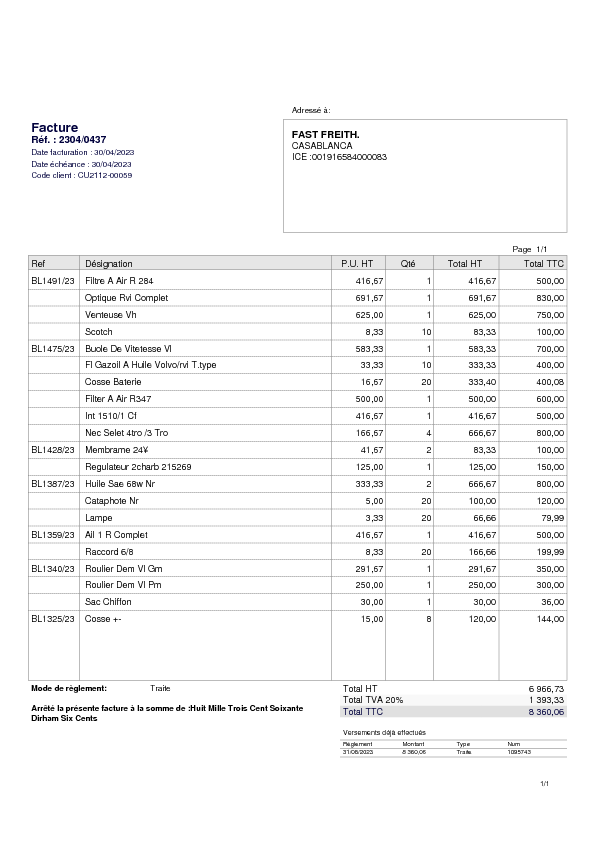 Adressé à:
Facture
Réf. : 2304/0437
Date facturation : 30/04/2023
Date échéance : 30/04/2023
Code client : CU2112-00059
FAST FREITH.
CASABLANCA
ICE :001916584000083
Page 1/1
Ref Désignation P.U. HT Qté Total HT Total TTC
BL1491/23 Filtre A Air R 284 416,67 1 416,67 500,00
Optique Rvi Complet 691,67 1 691,67 830,00
Venteuse Vh 625,00 1 625,00 750,00
Scotch 8,33 10 83,33 100,00
BL1475/23 Buole De Vitetesse Vl 583,33 1 583,33 700,00
Fl Gazoil A Huile Volvo/rvi T.type 33,33 10 333,33 400,00
Cosse Baterie 16,67 20 333,40 400,08
Filter A Air R347 500,00 1 500,00 600,00
Int 1510/1 Cf 416,67 1 416,67 500,00
Nec Selet 4tro /3 Tro 166,67 4 666,67 800,00
BL1428/23 Membrame 24¥ 41,67 2 83,33 100,00
Regulateur 2charb 215269 125,00 1 125,00 150,00
BL1387/23 Huile Sae 68w Nr 333,33 2 666,67 800,00
Cataphote Nr 5,00 20 100,00 120,00
Lampe 3,33 20 66,66 79,99
BL1359/23 All 1 R Complet 416,67 1 416,67 500,00
Raccord 6/8 8,33 20 166,66 199,99
BL1340/23 Roulier Dem Vl Gm 291,67 1 291,67 350,00
Roulier Dem Vl Pm 250,00 1 250,00 300,00
Sac Chiffon 30,00 1 30,00 36,00
BL1325/23 Cosse +- 15,00 8 120,00 144,00
Mode de règlement: Traite
Total HT 6 966,73
Total TVA 20% 1 393,33
Total TTC 8 360,06
Arrêté la présente facture à la somme de :Huit Mille Trois Cent Soixante
Dirham Six Cents
Versements déjà effectués
Règlement Montant Type Num
31/08/2023 8 360,06 Traite 1095743
1/1